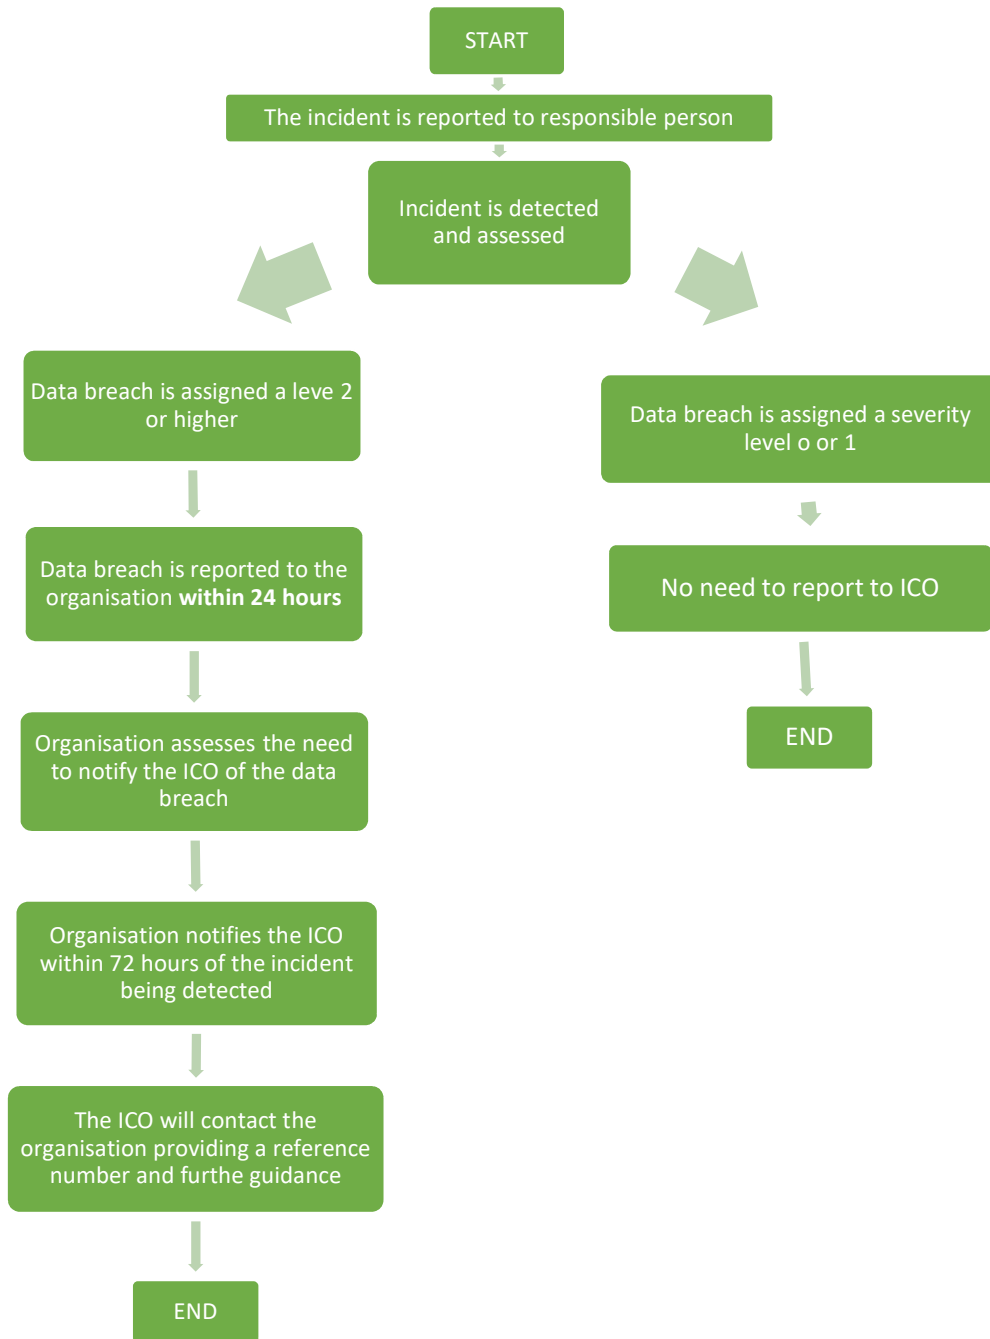 START
The incident is reported to responsible person
Incident is detected
and assessed
Data breach is assigned a leve 2
or higher
Data breach is reported to the
organisation within 24 hours
Organisation assesses the need
to notify the ICO of the data
breach
Organisation notifies the ICO
within 72 hours of the incident
being detected
The ICO will contact the
organisation providing a reference
number and furthe guidance
END
Data breach is assigned a severity
level o or 1
No need to report to ICO
END